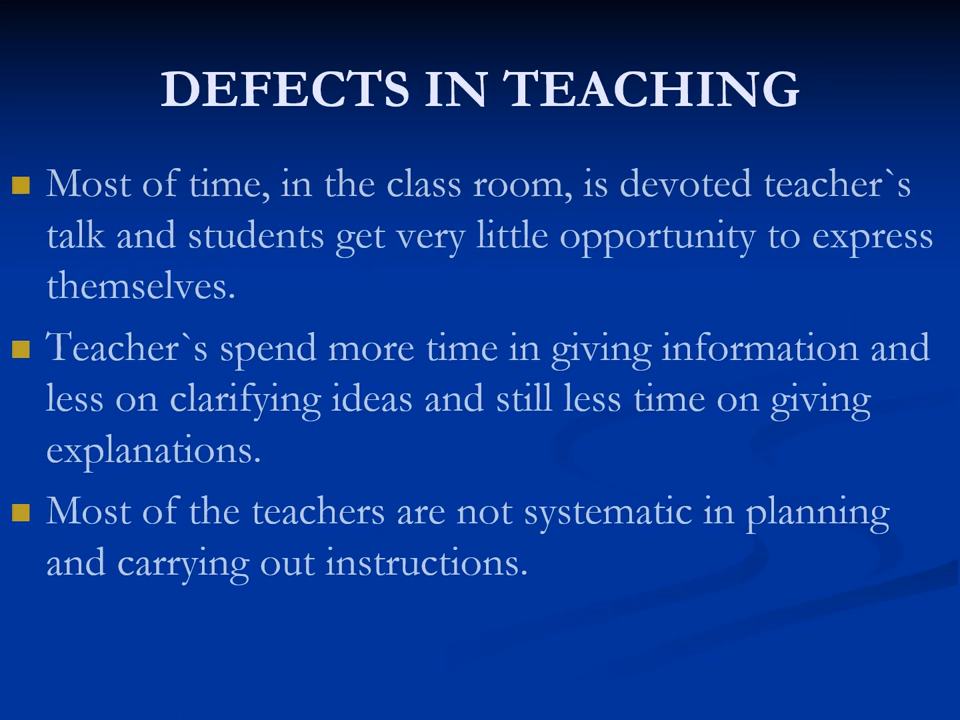 DEFECTS IN TEACHING
Most of time, in the class room, is devoted teacher`s
talk and students get very little opportunity to express
themselves.
Teacher`s spend more time in giving information and
less on clarifying ideas and still less time on giving
explanations.
Most of the teachers are not systematic in planning
and carrying out instructions.